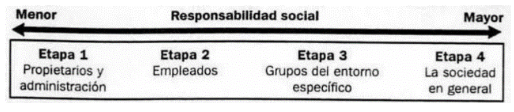 Menor Responsabilidad social Mayor
Etapa 1 Etapa 2 Etapa 3 Etapa 4
Propietarios y Empleados Grupos del entorno La sociedad
administración específico en general